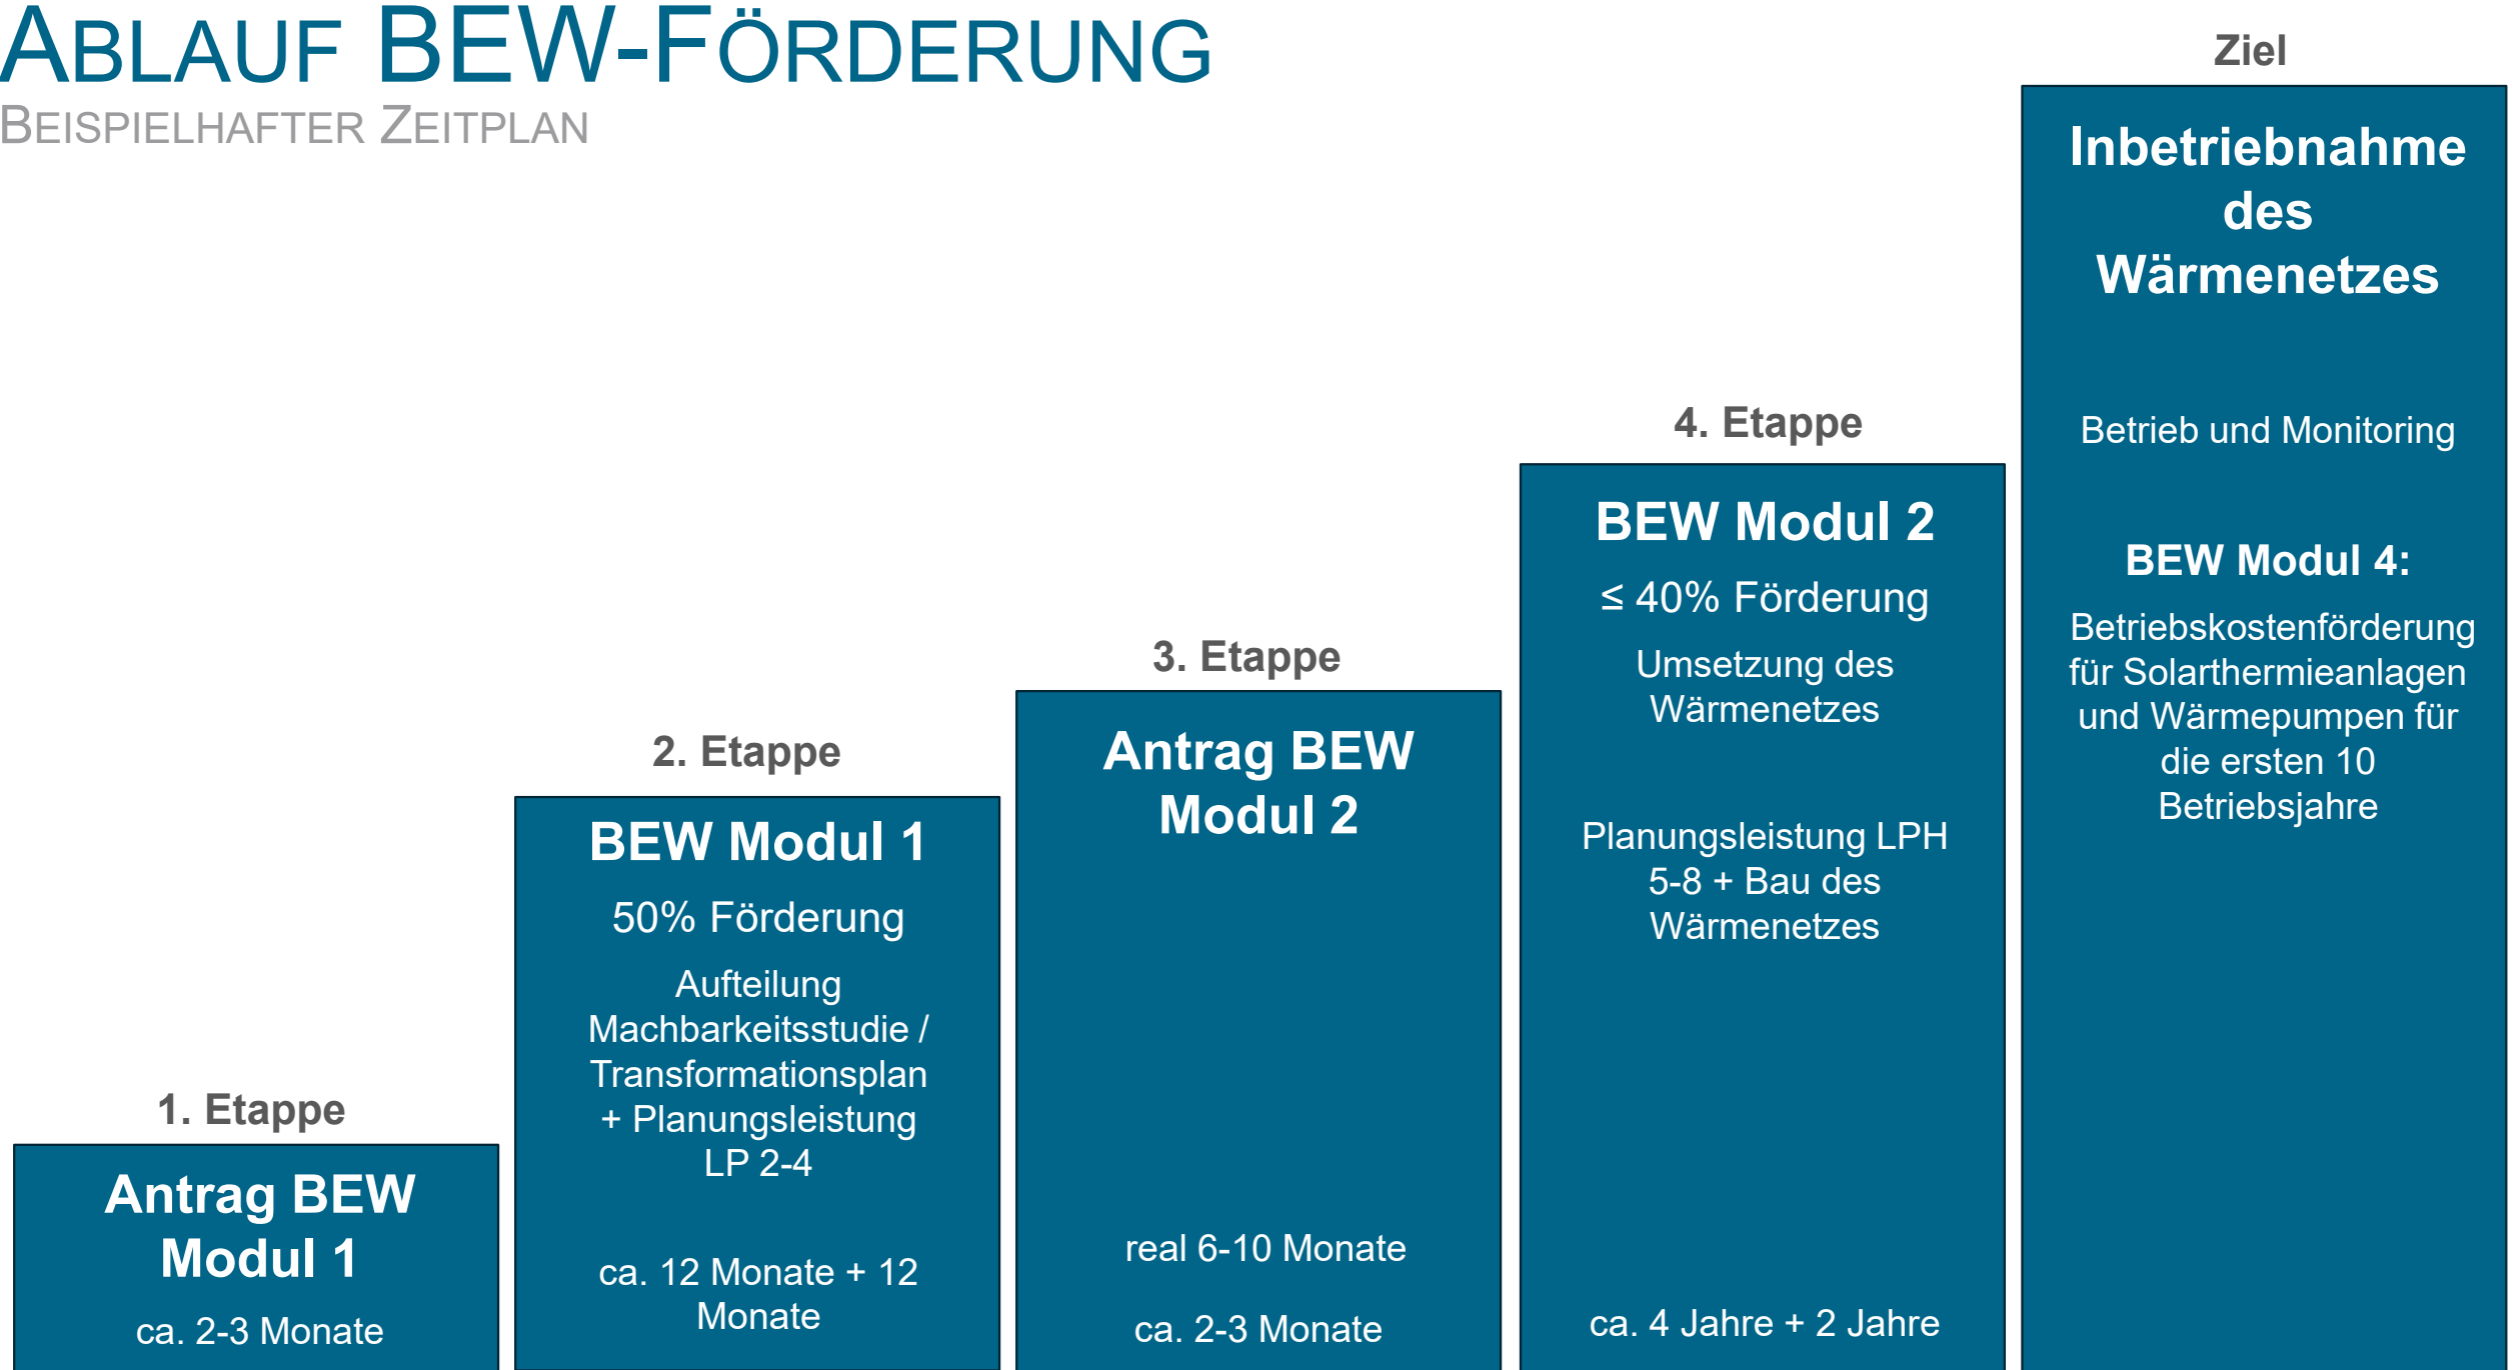 ABLAUF BEW-FÖRDERUNG
BEISPIELHAFTER ZEITPLAN
1. Etappe
Antrag BEW
Modul 1
ca. 2-3 Monate
2. Etappe
BEW Modul 1
50% Förderung
Aufteilung
Machbarkeitsstudie /
Transformationsplan
+ Planungsleistung
LP 2-4
ca. 12 Monate + 12
Monate
3. Etappe
Antrag BEW
Modul 2
real 6-10 Monate
ca. 2-3 Monate
4. Etappe
BEW Modul 2
≤ 40% Förderung
Umsetzung des
Wärmenetzes
Planungsleistung LPH
5-8 + Bau des
Wärmenetzes
ca. 4 Jahre + 2 Jahre
Ziel
Inbetriebnahme
des
Wärmenetzes
Betrieb und Monitoring
BEW Modul 4:
Betriebskostenförderung
für Solarthermieanlagen
und Wärmepumpen für
die ersten 10
Betriebsjahre